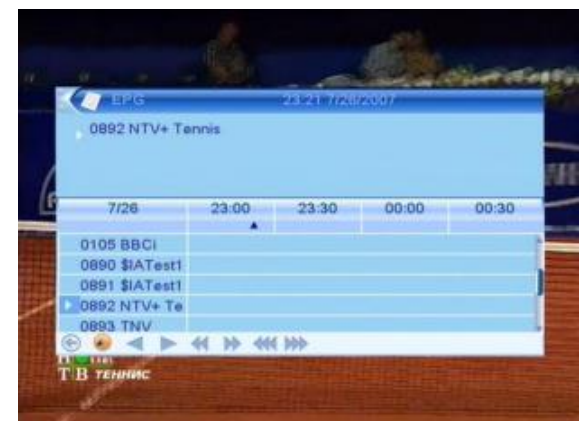 EPG 23:21 7/26/2007
0892 NTV+ Tennis
7/26 23:00 23:30 00:00 00:30
0105 BBCi
0890 $IATest1
0891 $IATest1
0892 NTV+ Te
0893 TNV
ТВ ТЕННИС